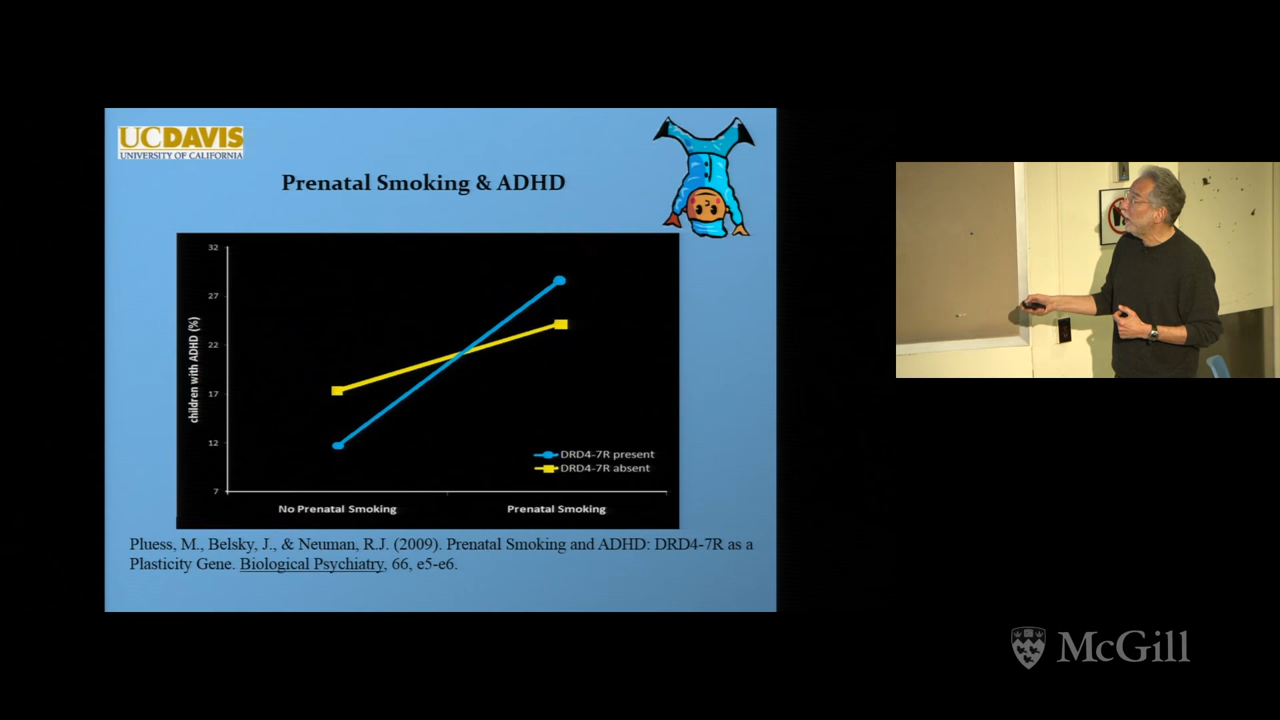 UCDAVIS
UNIVERSITY OF CALIFORNIA
Prenatal Smoking & ADHD
children with ADHD (%)
32
27
22
17
12
7
DRD4-7R present
DRD4-7R absent
No Prenatal Smoking
Prenatal Smoking
Pluess, M., Belsky, J., & Neuman, R.J. (2009). Prenatal Smoking and ADHD: DRD4-7R as a
Plasticity Gene. Biological Psychiatry, 66, e5-e6.
McGill